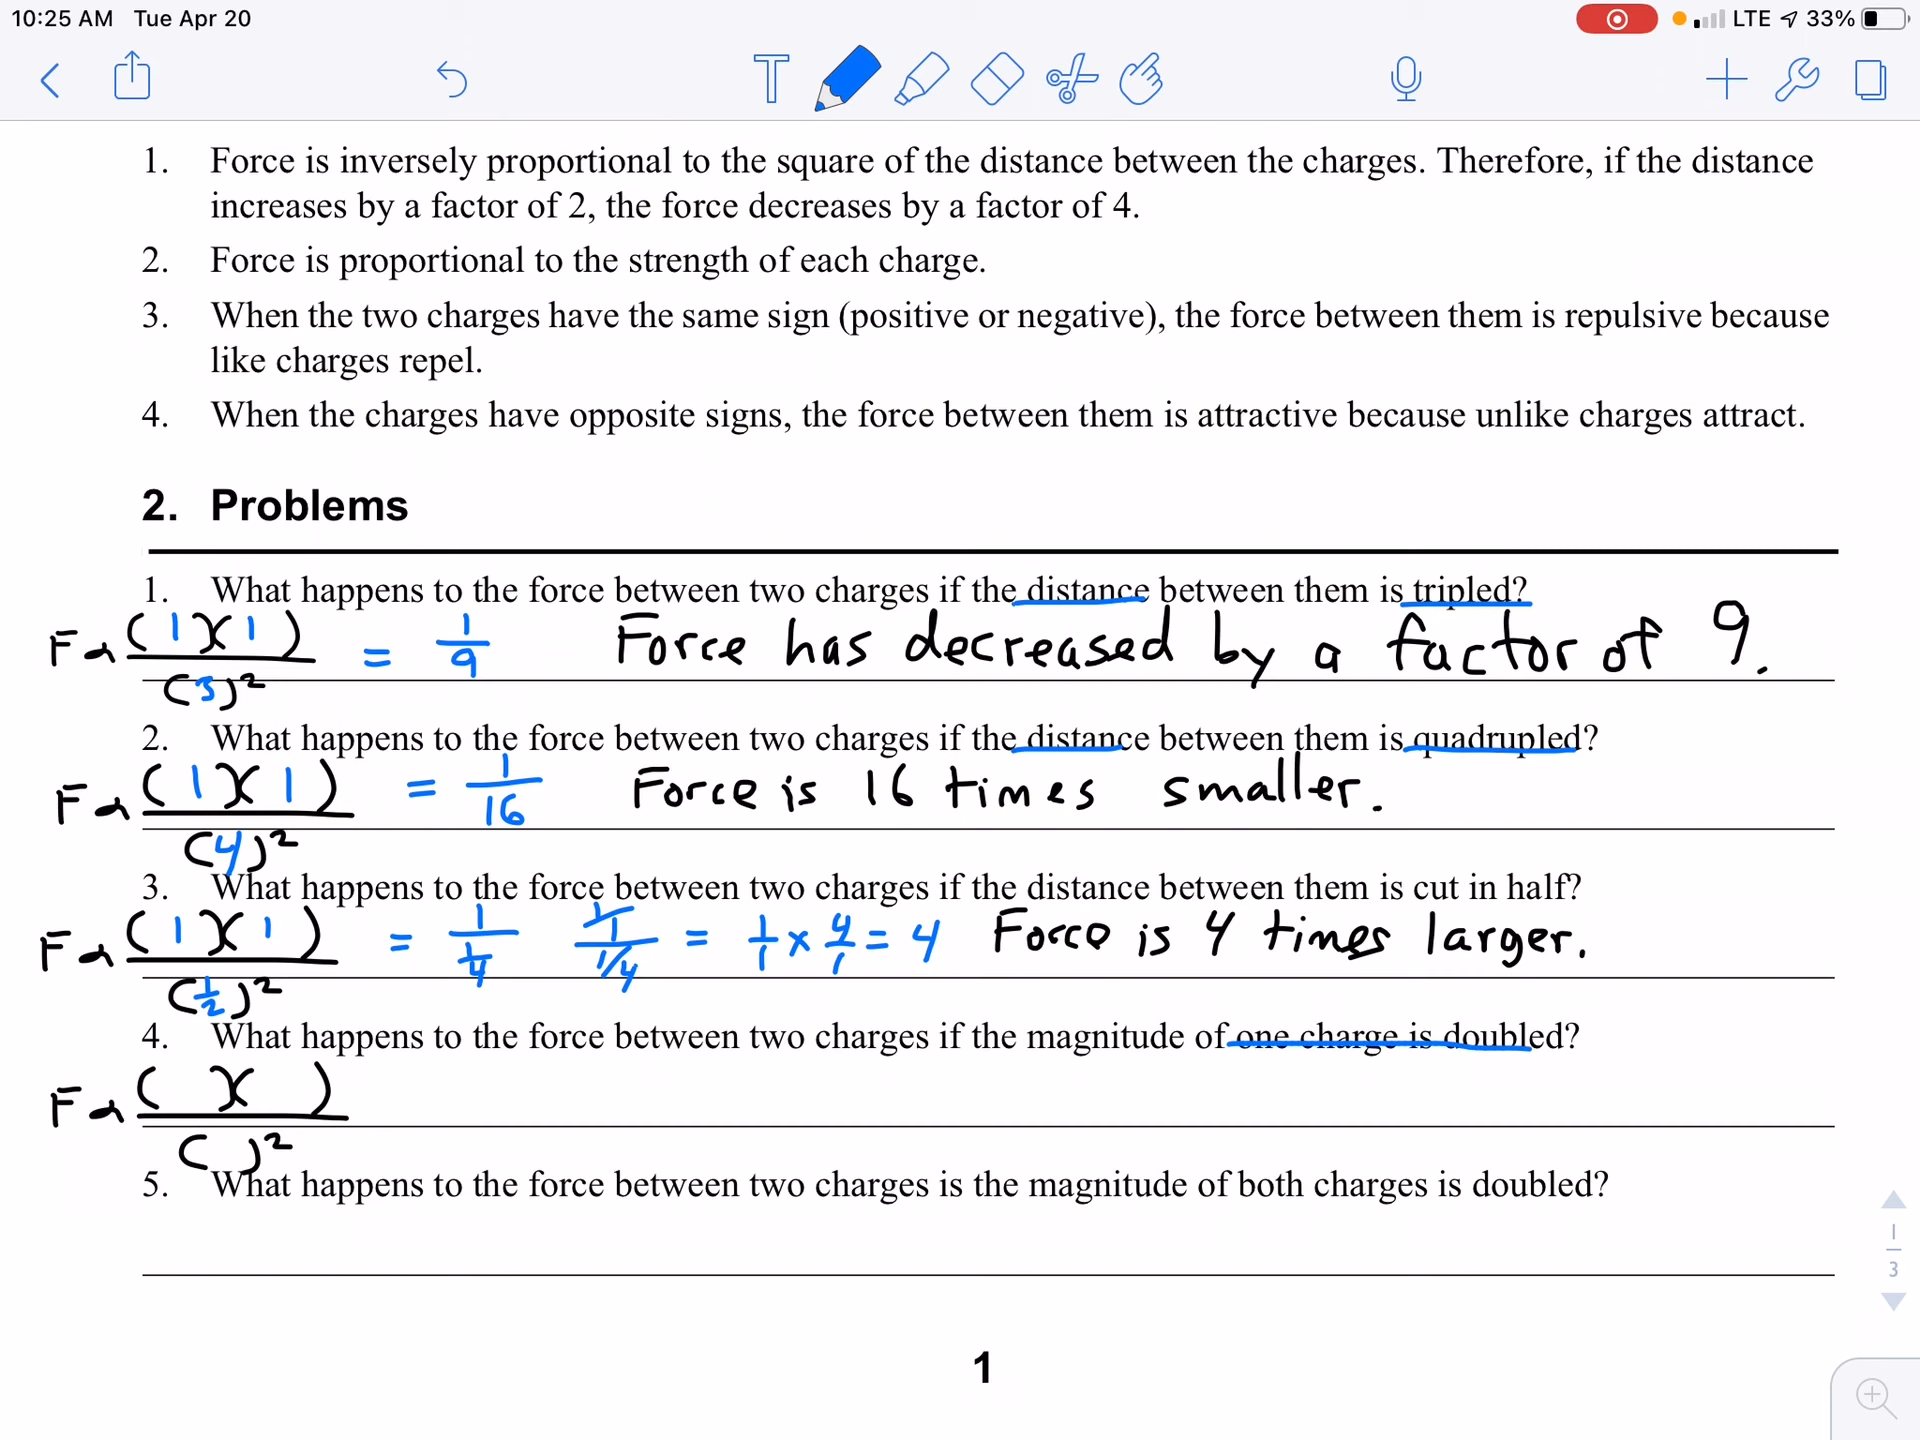 10:25 AM Tue Apr 20 LTE 33%
T
1. Force is inversely proportional to the square of the distance between the charges. Therefore, if the distance
increases by a factor of 2, the force decreases by a factor of 4.
2. Force is proportional to the strength of each charge.
3. When the two charges have the same sign (positive or negative), the force between them is repulsive because
like charges repel.
4. When the charges have opposite signs, the force between them is attractive because unlike charges attract.
2. Problems
1. What happens to the force between two charges if the distance between them is tripled?
F α (1)(1)/(3)² = 1/9 Force has decreased by a factor of 9.
2. What happens to the force between two charges if the distance between them is quadrupled?
F α (1)(1)/(4)² = 1/16 Force is 16 times smaller.
3. What happens to the force between two charges if the distance between them is cut in half?
F α (1)(1)/(1/2)² = 1/(1/4) (1/1)/(1/4) = 1/1 × 4/1 = 4 Force is 4 times larger.
4. What happens to the force between two charges if the magnitude of one charge is doubled?
F α ( )( )/( )²
5. What happens to the force between two charges is the magnitude of both charges is doubled?
1
3
1